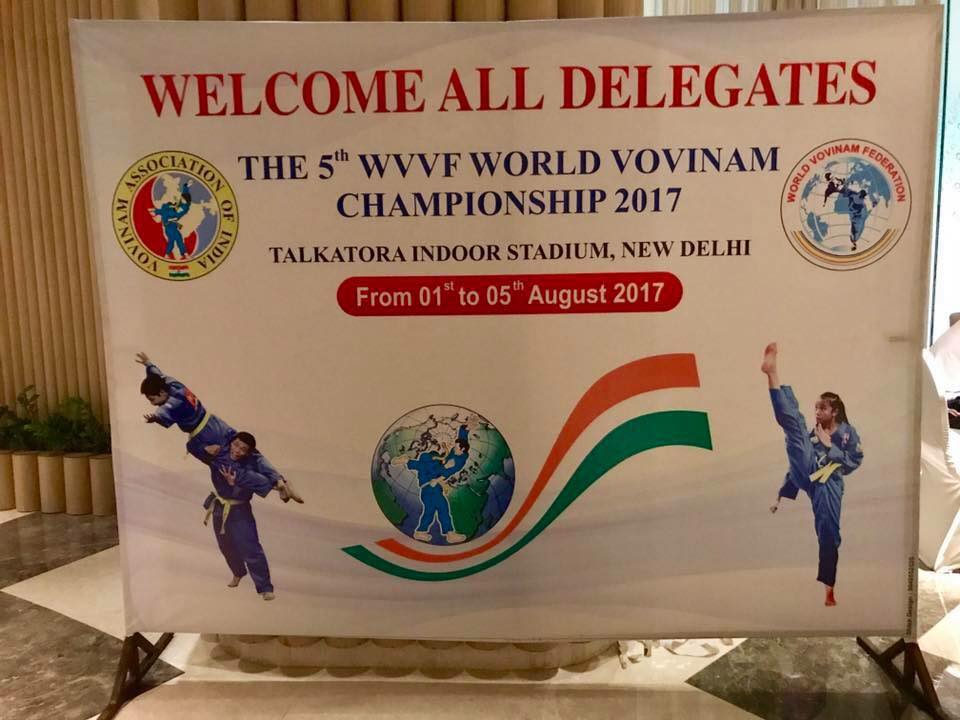 WELCOME ALL DELEGATES
THE 5th WVVF WORLD VOVINAM
CHAMPIONSHIP 2017
TALKATORA INDOOR STADIUM, NEW DELHI
From 01st to 05th August 2017
VOVINAM ASSOCIATION OF INDIA
WORLD VOVINAM FEDERATION